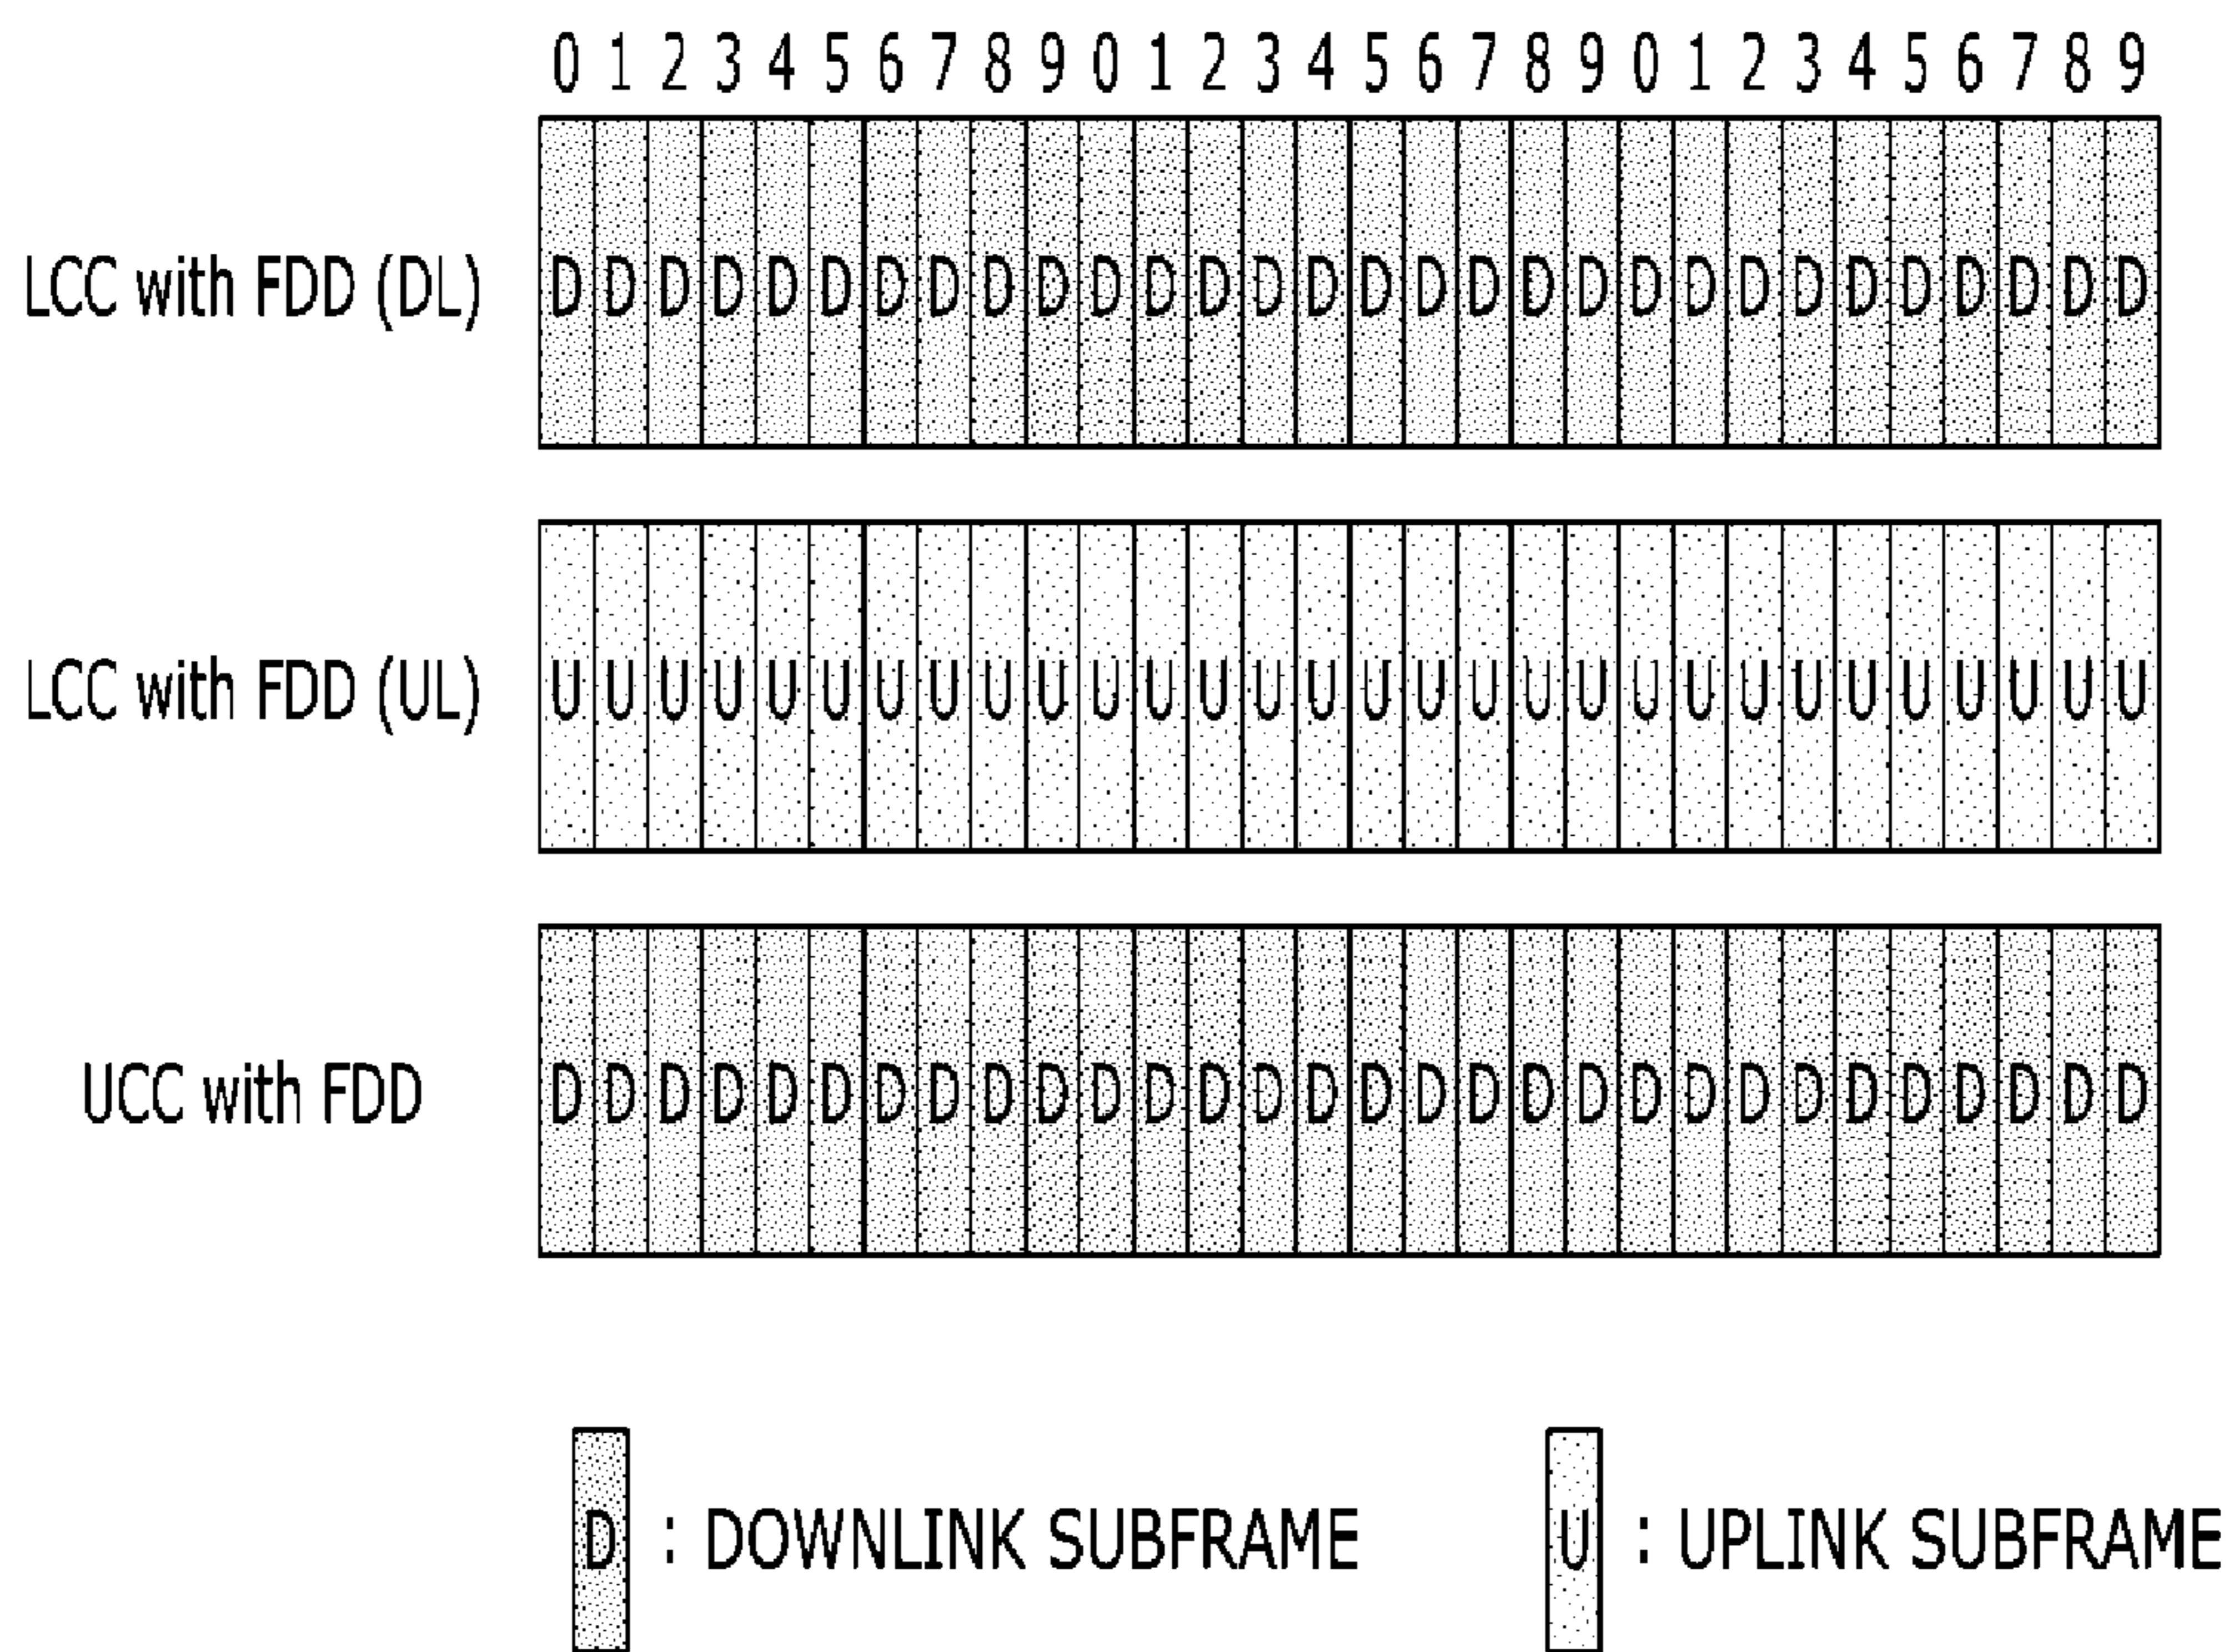 0 1 2 3 4 5 6 7 8 9 0 1 2 3 4 5 6 7 8 9 0 1 2 3 4 5 6 7 8 9
LCC with FDD (DL) D D D D D D D D D D D D D D D D D D D D D D D D D D D D D D
LCC with FDD (UL) U U U U U U U U U U U U U U U U U U U U U U U U U U U U U U
UCC with FDD D D D D D D D D D D D D D D D D D D D D D D D D D D D D D D
D : DOWNLINK SUBFRAME U : UPLINK SUBFRAME